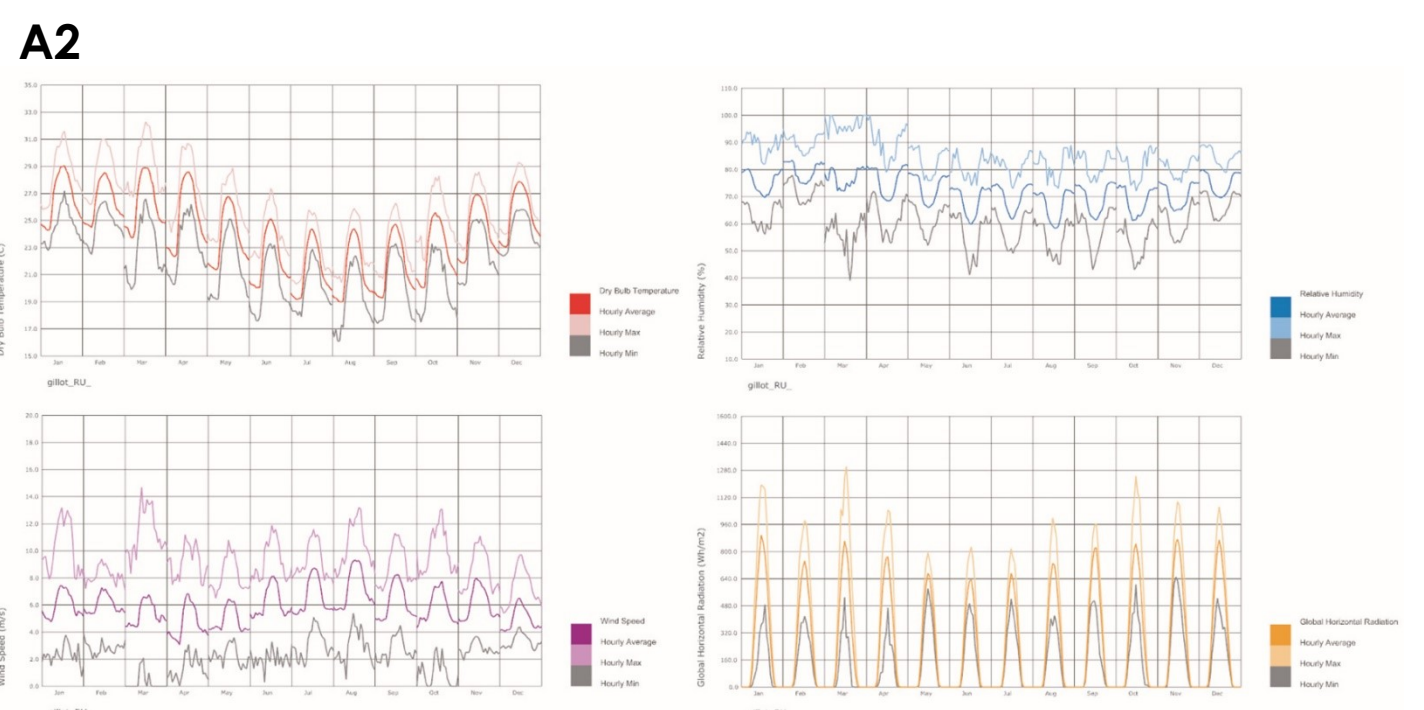 A2
35.0
33.0
31.0
29.0
27.0
25.0
23.0
21.0
19.0
17.0
15.0
Dry Bulb Temperature (C)
Jan Feb Mar Apr May Jun Jul Aug Sep Oct Nov Dec
gillot_RU_
Dry Bulb Temperature
Hourly Average
Hourly Max
Hourly Min
110.0
100.0
90.0
80.0
70.0
60.0
50.0
40.0
30.0
20.0
10.0
Relative Humidity (%)
Jan Feb Mar Apr May Jun Jul Aug Sep Oct Nov Dec
gillot_RU_
Relative Humidity
Hourly Average
Hourly Max
Hourly Min
20.0
18.0
16.0
14.0
12.0
10.0
8.0
6.0
4.0
2.0
0.0
Wind Speed (m/s)
Jan Feb Mar Apr May Jun Jul Aug Sep Oct Nov Dec
Wind Speed
Hourly Average
Hourly Max
Hourly Min
1600.0
1440.0
1280.0
1120.0
960.0
800.0
640.0
480.0
320.0
160.0
0.0
Global Horizontal Radiation (Wh/m2)
Jan Feb Mar Apr May Jun Jul Aug Sep Oct Nov Dec
Global Horizontal Radiation
Hourly Average
Hourly Max
Hourly Min